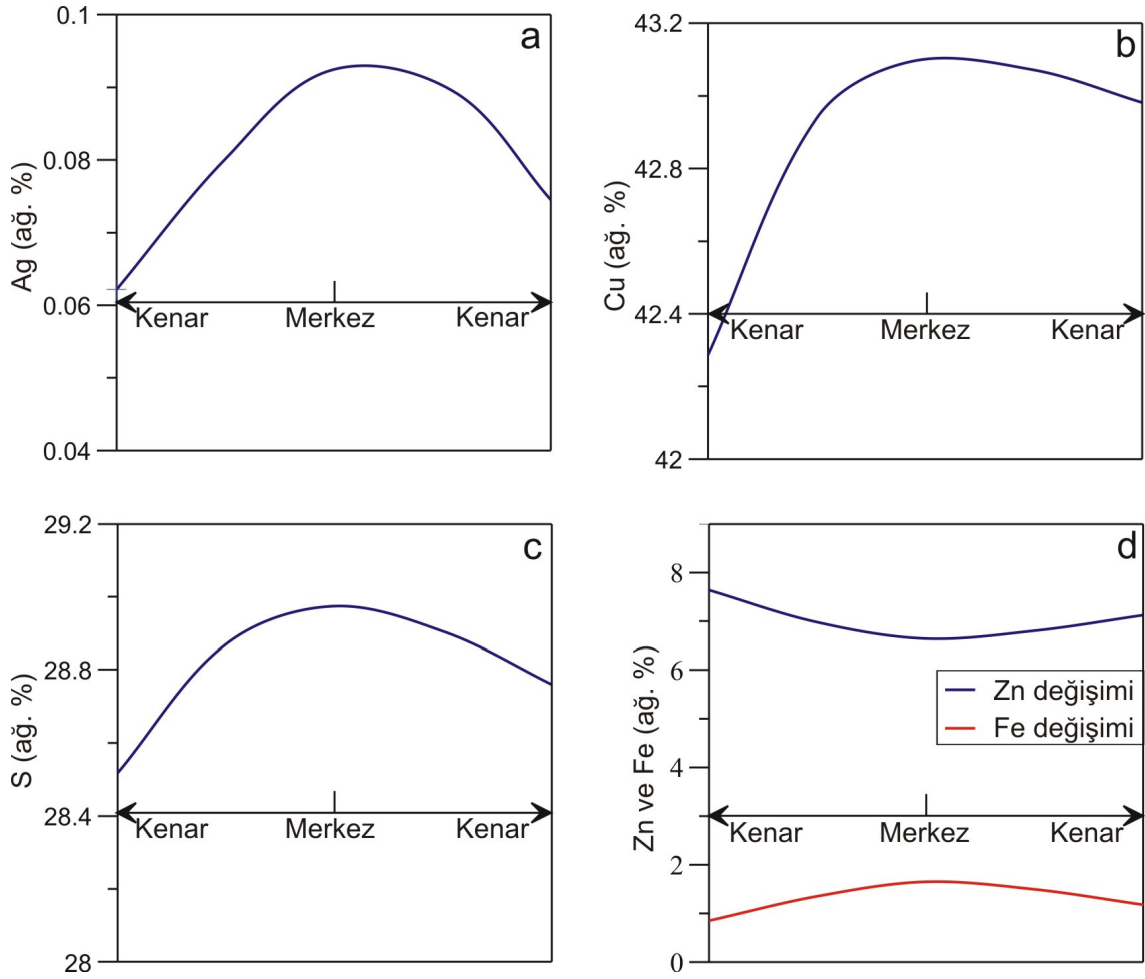 a
0.1
0.08
0.06
0.04
Ag (ağ. %)
Kenar Merkez Kenar
b
43.2
42.8
42.4
42
Cu (ağ. %)
Kenar Merkez Kenar
c
29.2
28.8
28.4
28
S (ağ. %)
Kenar Merkez Kenar
d
8
6
4
2
0
Zn ve Fe (ağ. %)
Zn değişimi
Fe değişimi
Kenar Merkez Kenar